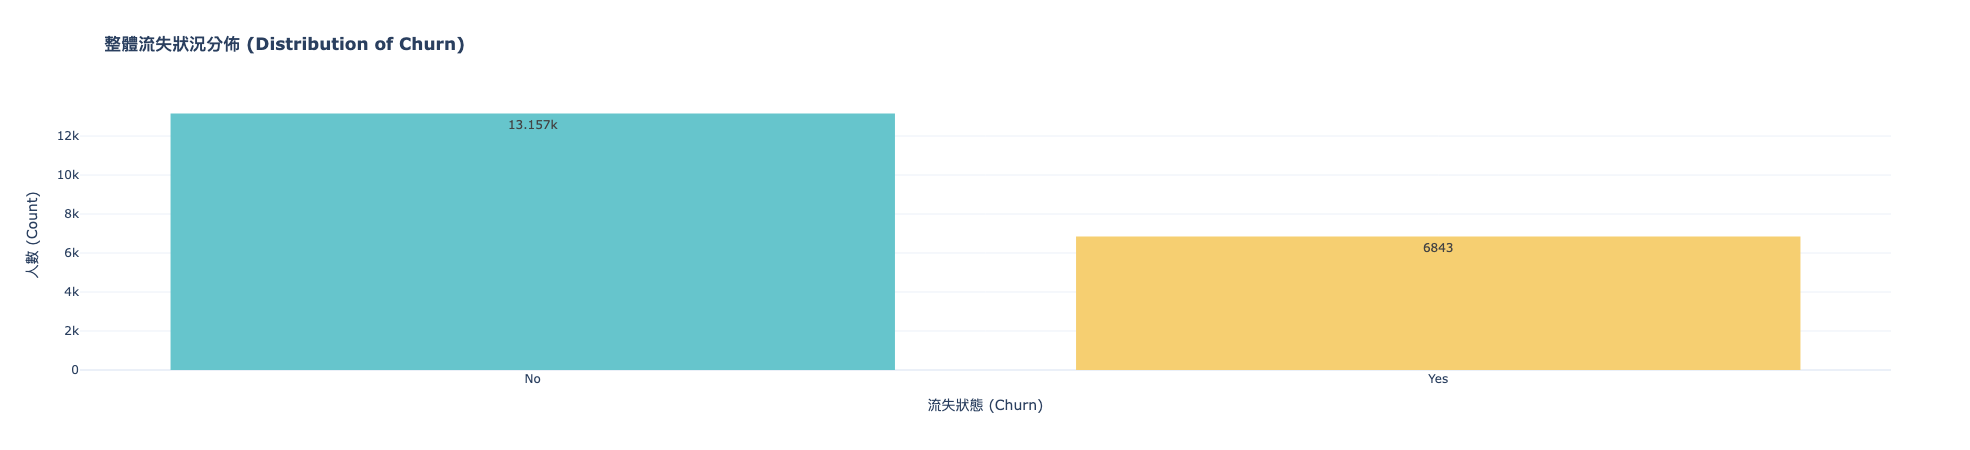 整體流失狀況分佈 (Distribution of Churn)
人數 (Count)
12k
10k
8k
6k
4k
2k
0
13.157k
6843
No
Yes
流失狀態 (Churn)